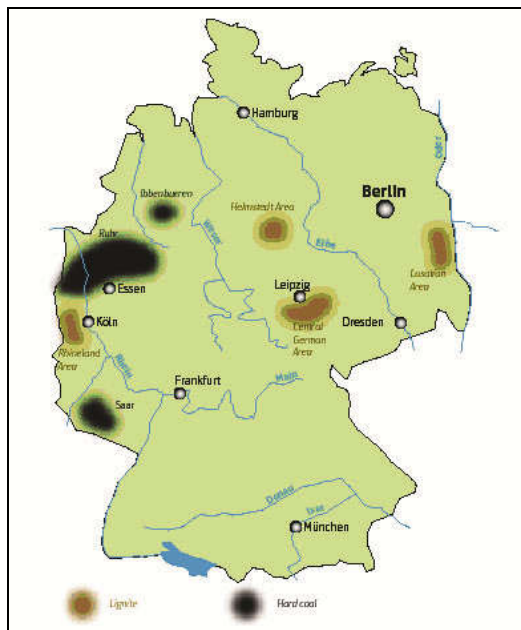 Hamburg
Ibbenbueren
Oder
Berlin
Helmstedt Area
Weser
Ruhr
Elbe
Lusatian
Area
Essen
Leipzig
Köln
Dresden
Central
German
Area
Rhineland
Area
Rhein
Frankfurt
Main
Saar
Donau
Isar
München
Lignite
Hard coal